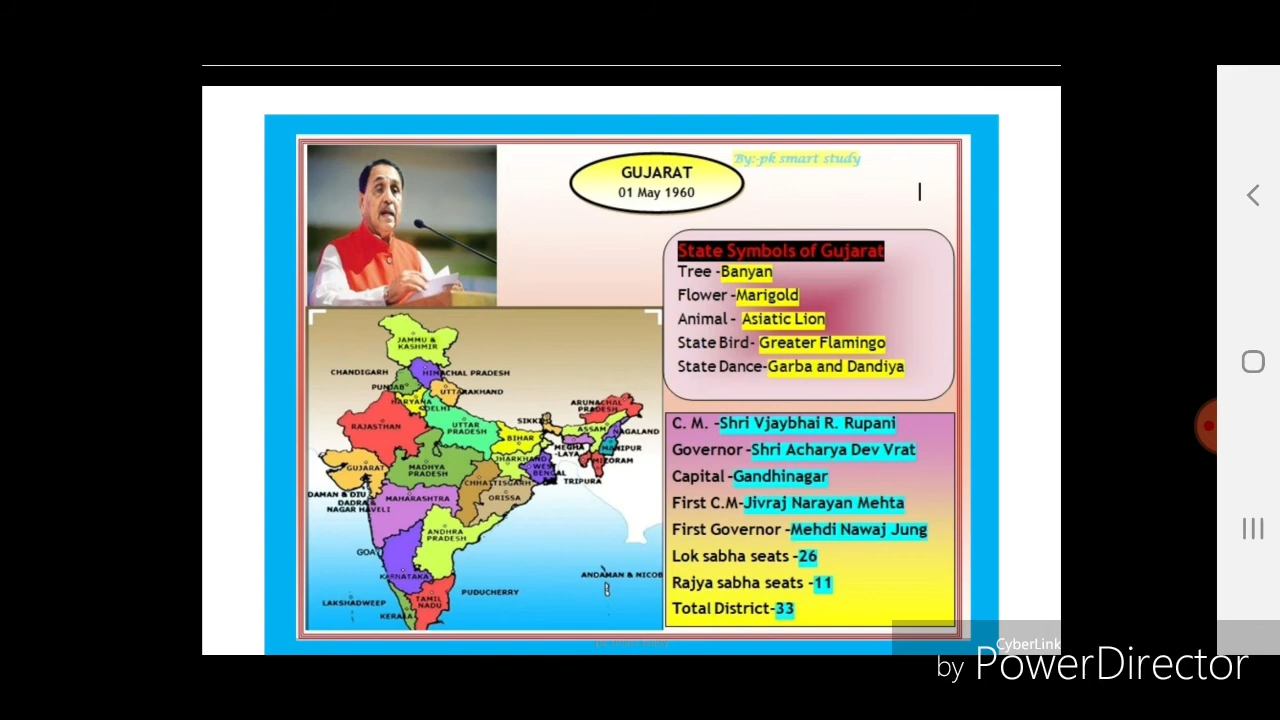 By:-pk smart study
GUJARAT
01 May 1960
State Symbols of Gujarat
Tree -Banyan
Flower -Marigold
Animal - Asiatic Lion
State Bird- Greater Flamingo
State Dance-Garba and Dandiya
C. M. -Shri Vjaybhai R. Rupani
Governor -Shri Acharya Dev Vrat
Capital -Gandhinagar
First C.M-Jivraj Narayan Mehta
First Governor -Mehdi Nawaj Jung
Lok sabha seats -26
Rajya sabha seats -11
Total District-33
JAMMU &
KASHMIR
CHANDIGARH
HIMACHAL PRADESH
PUNJAB
UTTARAKHAND
HARYANA
DELHI
RAJASTHAN
UTTAR
PRADESH
SIKKIM
ARUNACHAL
PRADESH
ASSAM
NAGALAND
BIHAR
MEGHA
-LAYA
MANIPUR
MIZORAM
TRIPURA
GUJARAT
MADHYA
PRADESH
JHARKHAND
WEST
BENGAL
CHHATTISGARH
ORISSA
DAMAN & DIU
DADRA &
NAGAR HAVELI
MAHARASHTRA
ANDHRA
PRADESH
GOA
KARNATAKA
ANDAMAN & NICOB
PUDUCHERRY
LAKSHADWEEP
TAMIL
NADU
KERALA
CyberLink
by PowerDirector